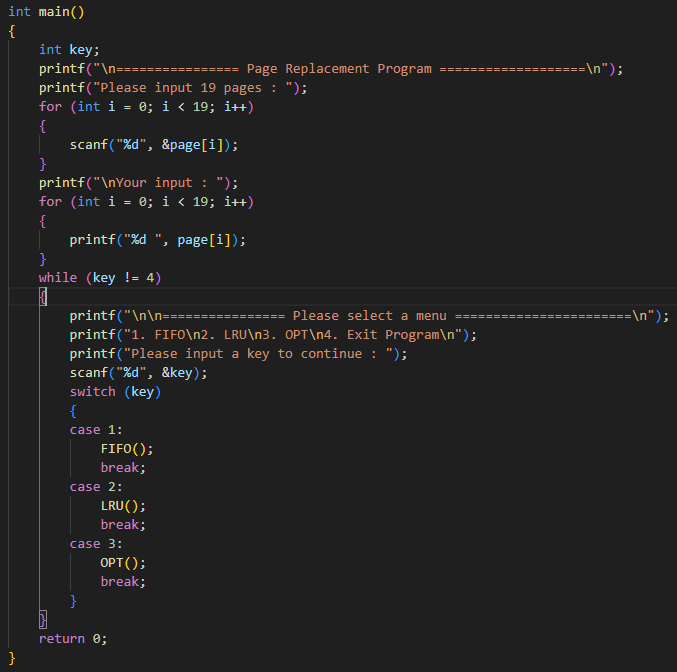 int main()
{
    int key;
    printf("\n================ Page Replacement Program ===================\n");
    printf("Please input 19 pages : ");
    for (int i = 0; i < 19; i++)
    {
        scanf("%d", &page[i]);
    }
    printf("\nYour input : ");
    for (int i = 0; i < 19; i++)
    {
        printf("%d ", page[i]);
    }
    while (key != 4)
    {
        printf("\n\n================ Please select a menu =======================\n");
        printf("1. FIFO\n2. LRU\n3. OPT\n4. Exit Program\n");
        printf("Please input a key to continue : ");
        scanf("%d", &key);
        switch (key)
        {
        case 1:
            FIFO();
            break;
        case 2:
            LRU();
            break;
        case 3:
            OPT();
            break;
        }
    }
    return 0;
}